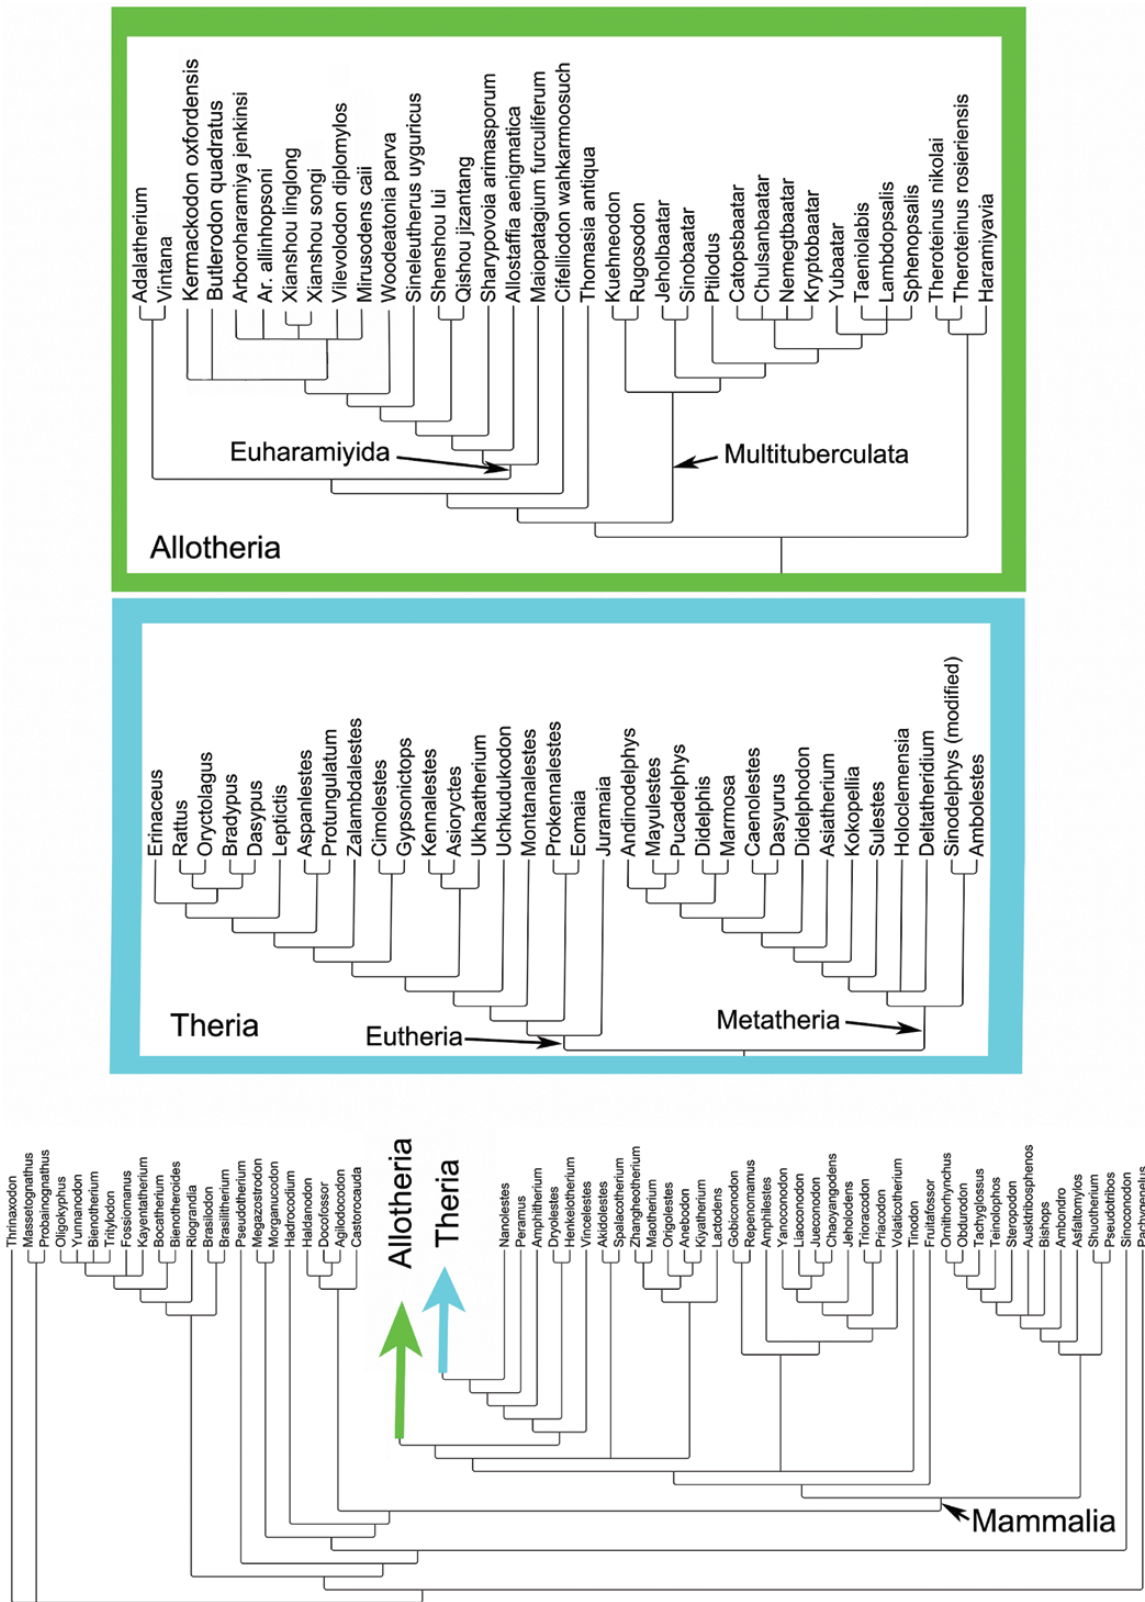 Adalatherium
Vintana
Kermackodon oxfordensis
Butlerodon quadratus
Arboroharamiya jenkinsi
Ar. allinhopsoni
Xianshou linglong
Xianshou songi
Vilevolodon diplomylos
Mirusodens caii
Woodeatonia parva
Sineleutherus uyguricus
Shenshou lui
Qishou jizantang
Sharypovoia arimasporum
Allostaffia aenigmatica
Maiopatagium furculiferum
Cifelliodon wahkarmoosuch
Thomasia antiqua
Kuehneodon
Rugosodon
Jeholbaatar
Sinobaatar
Ptilodus
Catopsbaatar
Chulsanbaatar
Nemegtbaatar
Kryptobaatar
Yubaatar
Taeniolabis
Lambdopsalis
Sphenopsalis
Theroteinus nikolai
Theroteinus rosieriensis
Haramiyavia
Euharamiyida
Multituberculata
Allotheria
Erinaceus
Rattus
Oryctolagus
Bradypus
Dasypus
Leptictis
Aspanlestes
Protungulatum
Zalambdalestes
Cimolestes
Gypsonictops
Kennalestes
Asioryctes
Ukhaatherium
Uchkudukodon
Montanalestes
Prokennalestes
Eomaia
Juramaia
Andinodelphys
Mayulestes
Pucadelphys
Didelphis
Marmosa
Caenolestes
Dasyurus
Didelphodon
Asiatherium
Kokopellia
Sulestes
Holoclemensia
Deltatheridium
Sinodelphys (modified)
Ambolestes
Theria
Eutheria
Metatheria
Thrinaxodon
Massetognathus
Probainognathus
Oligokyphus
Yunnanodon
Bienotherium
Tritylodon
Fossiomanus
Kayentatherium
Bocatherium
Bienotheroides
Riograndia
Brasilodon
Brasilitherium
Pseudotherium
Megazostrodon
Morganucodon
Hadrocodium
Haldanodon
Docofossor
Agilodocodon
Castorocauda
Allotheria
Theria
Nanolestes
Peramus
Amphitherium
Dryolestes
Henkelotherium
Vincelestes
Akidolestes
Spalacotherium
Zhangheotherium
Maotherium
Origolestes
Anebodon
Kiyatherium
Lactodens
Gobiconodon
Repenomamus
Amphilestes
Yanoconodon
Liaoconodon
Jueconodon
Chaoyangodens
Jeholodens
Trioracodon
Priacodon
Volaticotherium
Tinodon
Fruitafossor
Ornithorhynchus
Obdurodon
Tachyglossus
Teinolophos
Steropodon
Ausktribosphenos
Bishops
Ambondro
Asfaltomylos
Shuotherium
Pseudotribos
Sinoconodon
Pachygenelus
Mammalia